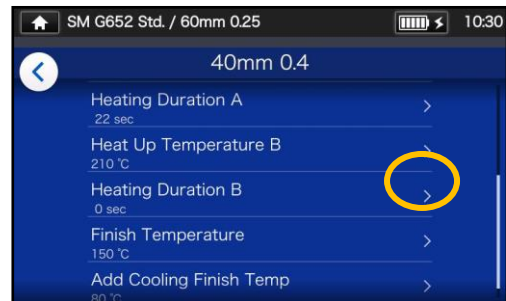 SM G652 Std. / 60mm 0.25 10:30
40mm 0.4
Heating Duration A
22 sec
Heat Up Temperature B
210 °C
Heating Duration B
0 sec
Finish Temperature
150 °C
Add Cooling Finish Temp
80 °C